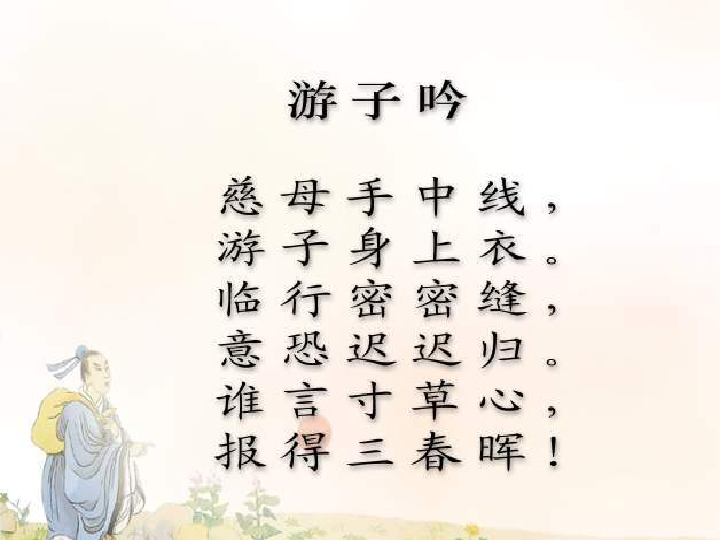 游子吟
慈母手中线，
游子身上衣。
临行密密缝，
意恐迟迟归。
谁言寸草心，
报得三春晖！